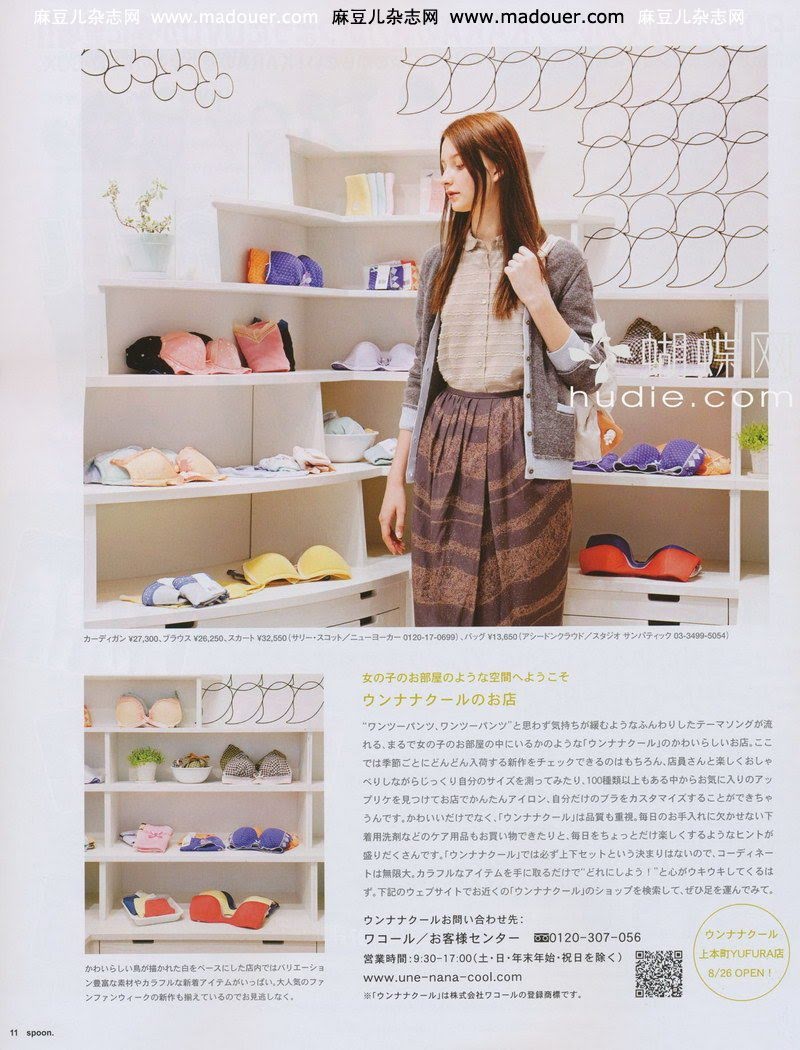 麻豆儿杂志网 www.madouer.com 麻豆儿杂志网 www.madouer.com 麻豆儿杂志网
蝴蝶网
hudie.com
カーディガン ¥27,300、ブラウス ¥26,250、スカート ¥32,550（サリー・スコット／ニューヨーカー 0120-17-0699）、バッグ ¥13,650（アシードンクラウド／スタジオ サンパティック 03-3499-5054）
女の子のお部屋のような空間へようこそ
ウンナナクールのお店
“ワンツーパンツ、ワンツーパンツ”と思わず気持ちが緩むようなふんわりしたテーマソングが流
れる、まるで女の子のお部屋の中にいるかのような「ウンナナクール」のかわいらしいお店。ここ
では季節ごとにどんどん入荷する新作をチェックできるのはもちろん、店員さんと楽しくおしゃ
べりしながらじっくり自分のサイズを測ってみたり、100種類以上もある中からお気に入りのアッ
プリケを見つけてお店でかんたんアイロン、自分だけのブラをカスタマイズすることができちゃ
うんです。かわいいだけでなく、「ウンナナクール」は品質も重視。毎日のお手入れに欠かせない下
着用洗剤などのケア用品もお買い物できたりと、毎日をちょっとだけ楽しくするようなヒントが
盛りだくさんです。「ウンナナクール」では必ず上下セットという決まりはないので、コーディネー
トは無限大。カラフルなアイテムを手に取るだけで“どれにしよう！”と心がウキウキしてくるは
ず。下記のウェブサイトでお近くの「ウンナナクール」のショップを検索して、ぜひ足を運んでみて。
ウンナナクールお問い合わせ先：
ワコール／お客様センター 0120-307-056
営業時間：9:30-17:00（土・日・年末年始・祝日を除く）
www.une-nana-cool.com
※「ウンナナクール」は株式会社ワコールの登録商標です。
ウンナナクール
上本町YUFURA店
8/26 OPEN！
かわいらしい鳥が描かれた白をベースにした店内ではバリエーショ
ン豊富な素材やカラフルな新着アイテムがいっぱい。大人気のファ
ンファンウィークの新作も揃えているのでお見逃しなく。
11 spoon.